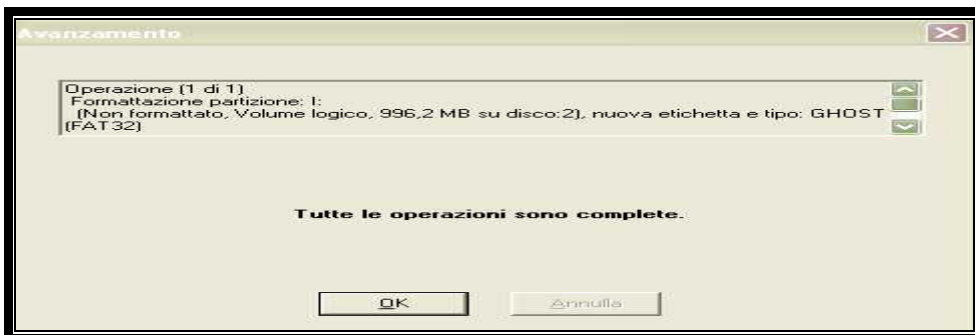 Avanzamento
Operazione (1 di 1)
Formattazione partizione: I:
(Non formattato, Volume logico, 996,2 MB su disco:2), nuova etichetta e tipo: GHOST
(FAT32)
Tutte le operazioni sono complete.
OK
Annulla